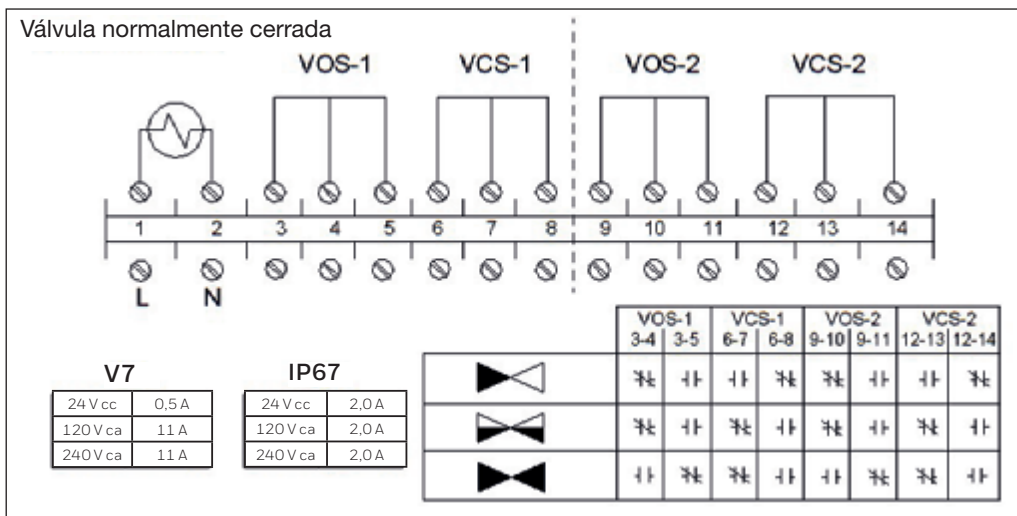 Válvula normalmente cerrada
VOS-1 VCS-1 VOS-2 VCS-2
1 2 3 4 5 6 7 8 9 10 11 12 13 14
L N
VOS-1 VCS-1 VOS-2 VCS-2
3-4 3-5 6-7 6-8 9-10 9-11 12-13 12-14
V7
24 V cc 0,5 A
120 V ca 11 A
240 V ca 11 A
IP67
24 V cc 2,0 A
120 V ca 2,0 A
240 V ca 2,0 A